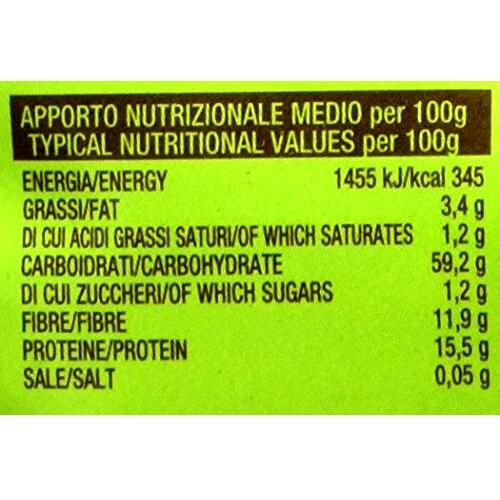 APPORTO NUTRIZIONALE MEDIO per 100g
TYPICAL NUTRITIONAL VALUES per 100g
ENERGIA/ENERGY 1455 kJ/kcal 345
GRASSI/FAT 3,4 g
DI CUI ACIDI GRASSI SATURI/OF WHICH SATURATES 1,2 g
CARBOIDRATI/CARBOHYDRATE 59,2 g
DI CUI ZUCCHERI/OF WHICH SUGARS 1,2 g
FIBRE/FIBRE 11,9 g
PROTEINE/PROTEIN 15,5 g
SALE/SALT 0,05 g